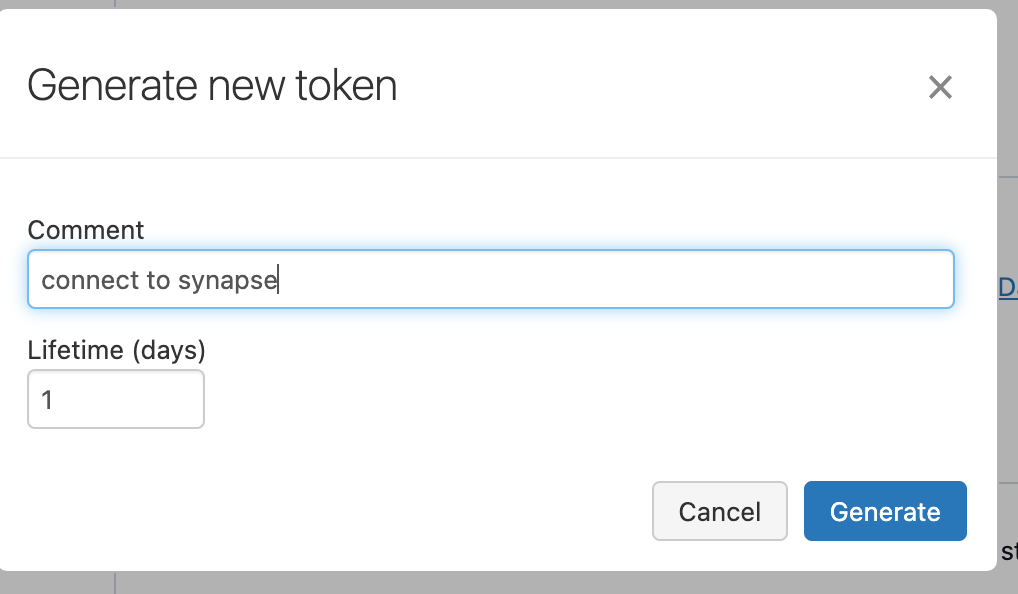 Generate new token
Comment
connect to synapse
Lifetime (days)
1
Cancel
Generate